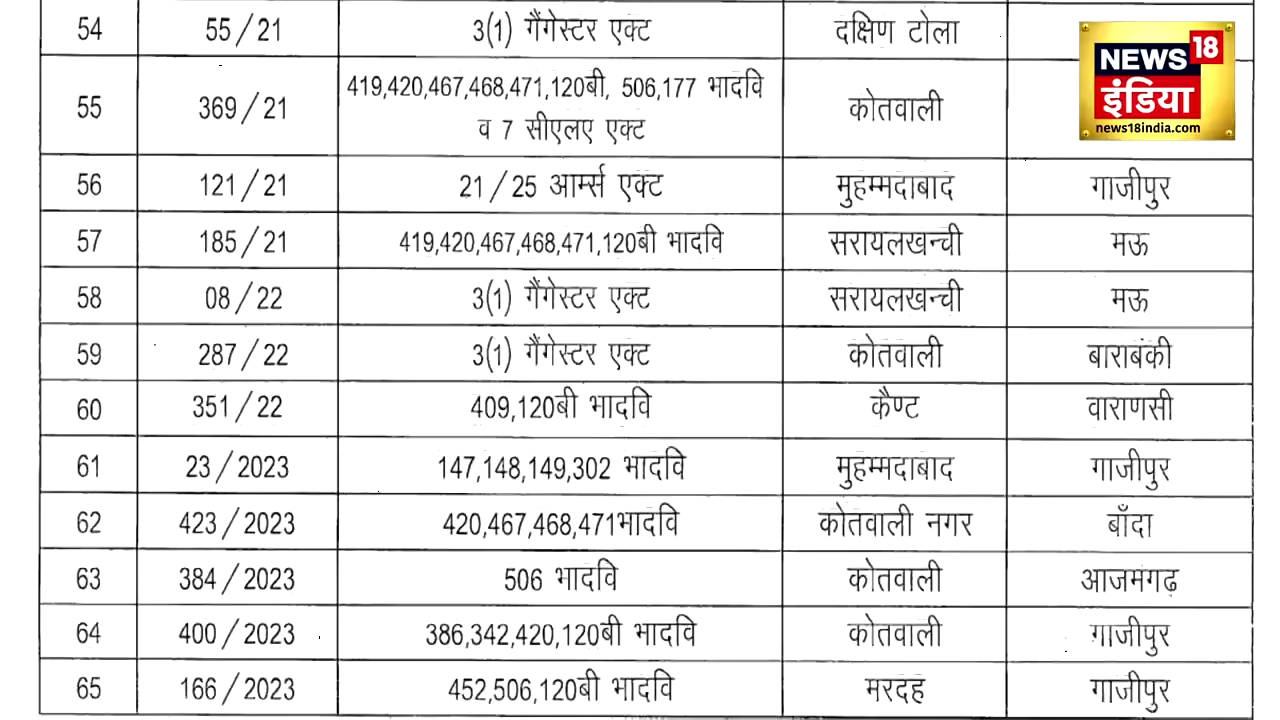 54 55/21 3(1) गैंगेस्टर एक्ट दक्षिण टोला
NEWS 18
इंडिया
news18india.com
55 369/21 419,420,467,468,471,120बी, 506,177 भादवि
व 7 सीएलए एक्ट कोतवाली
56 121/21 21/25 आर्म्स एक्ट मुहम्मदाबाद गाजीपुर
57 185/21 419,420,467,468,471,120बी भादवि सरायलखन्ची मऊ
58 08/22 3(1) गैंगेस्टर एक्ट सरायलखन्ची मऊ
59 287/22 3(1) गैंगेस्टर एक्ट कोतवाली बाराबंकी
60 351/22 409,120बी भादवि कैण्ट वाराणसी
61 23/2023 147,148,149,302 भादवि मुहम्मदाबाद गाजीपुर
62 423/2023 420,467,468,471भादवि कोतवाली नगर बाँदा
63 384/2023 506 भादवि कोतवाली आजमगढ़
64 400/2023 386,342,420,120बी भादवि कोतवाली गाजीपुर
65 166/2023 452,506,120बी भादवि मरदह गाजीपुर